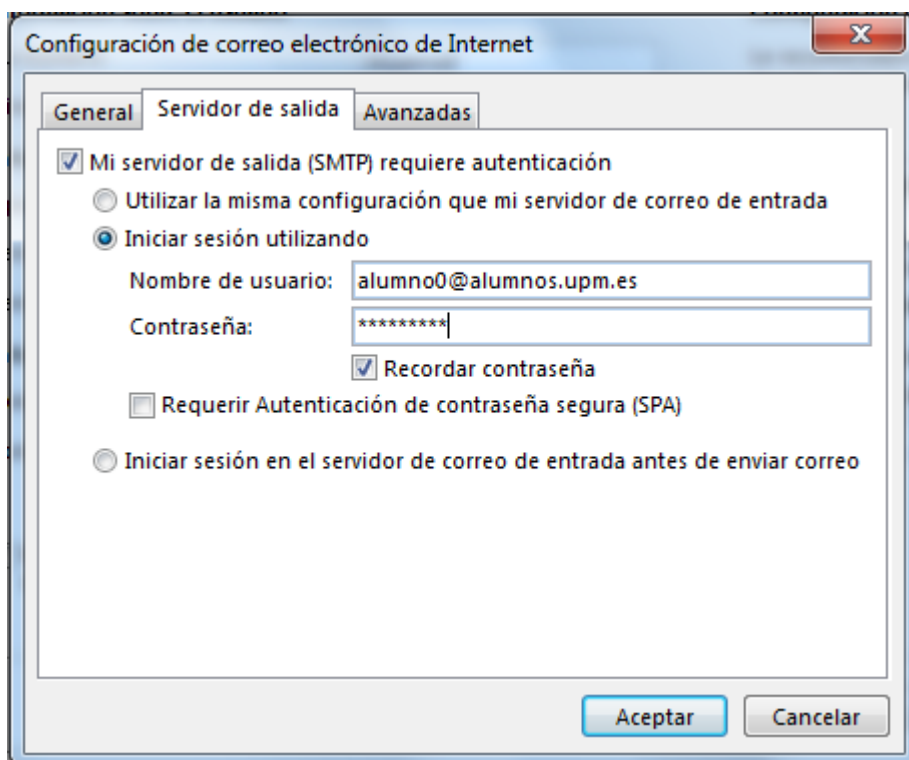 Configuración de correo electrónico de Internet
General Servidor de salida Avanzadas
Mi servidor de salida (SMTP) requiere autenticación
Utilizar la misma configuración que mi servidor de correo de entrada
Iniciar sesión utilizando
Nombre de usuario: alumno0@alumnos.upm.es
Contraseña: *********
Recordar contraseña
Requerir Autenticación de contraseña segura (SPA)
Iniciar sesión en el servidor de correo de entrada antes de enviar correo
Aceptar Cancelar